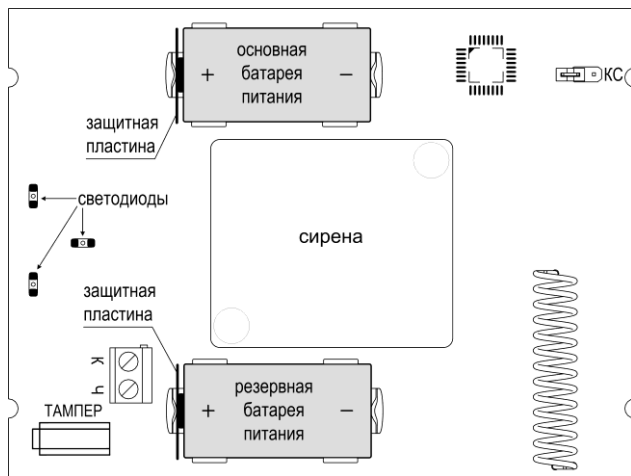 основная
+ батарея −
питания
КС
защитная
пластина
светодиоды
сирена
защитная
пластина
К
Ч
ТАМПЕР
резервная
+ батарея −
питания